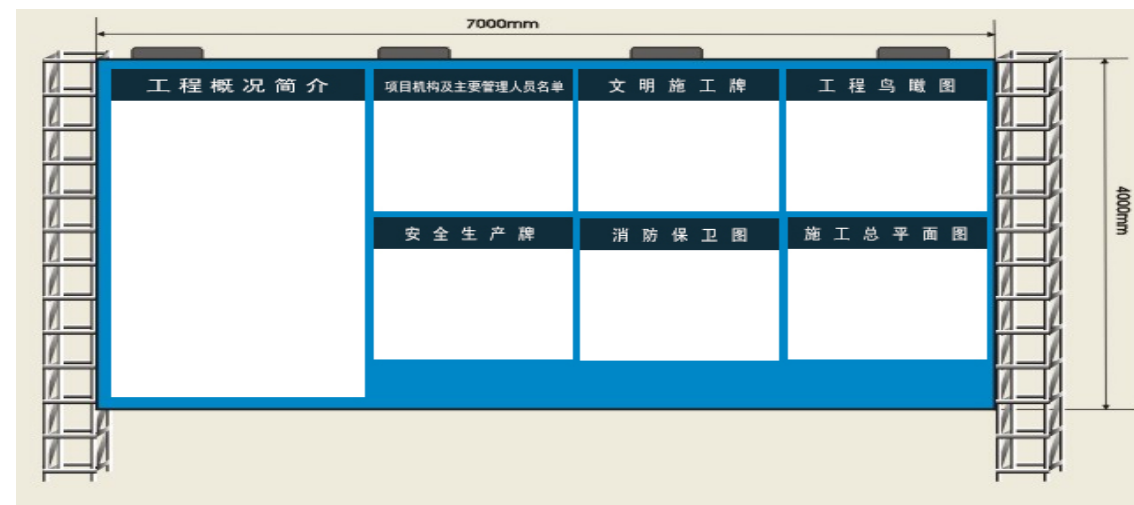 7000mm
工程概况简介
项目机构及主要管理人员名单
文明施工牌
工程鸟瞰图
4000mm
安全生产牌
消防保卫图
施工总平面图